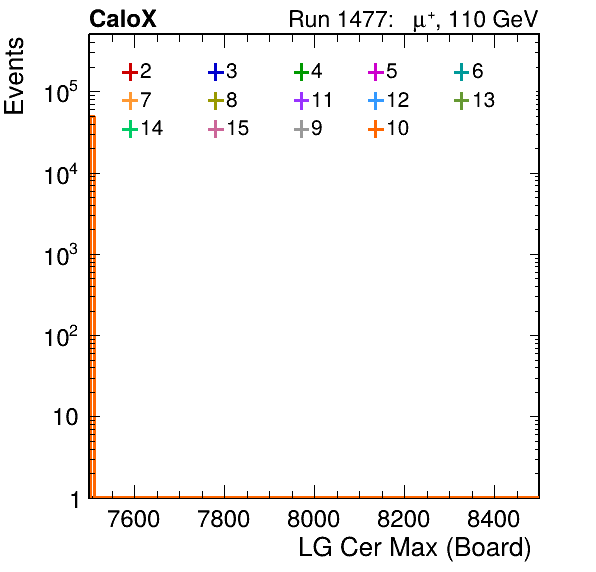 CaloX Run 1477: μ⁺, 110 GeV
Events
2 3 4 5 6
7 8 11 12 13
14 15 9 10
10⁵
10⁴
10³
10²
10
1
7600 7800 8000 8200 8400
LG Cer Max (Board)